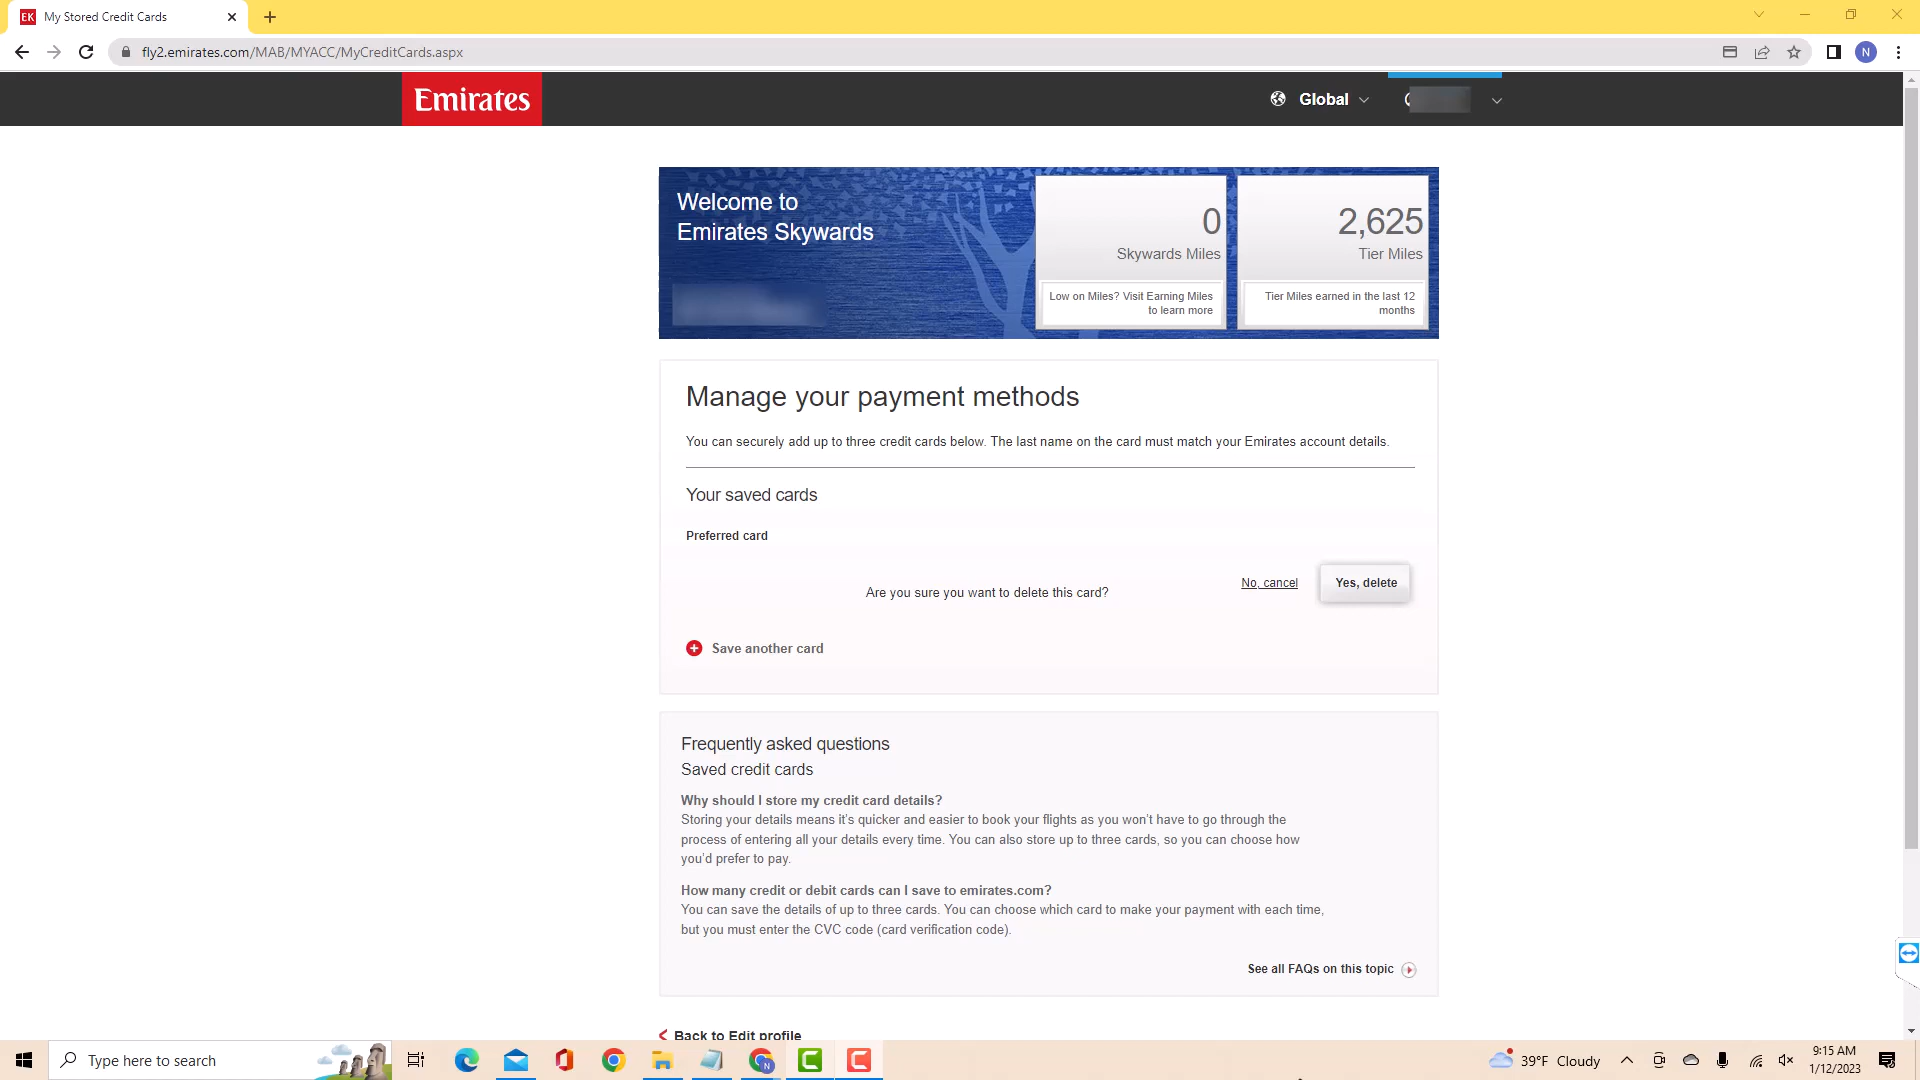 EK My Stored Credit Cards
fly2.emirates.com/MAB/MYACC/MyCreditCards.aspx
N
Emirates
Global
Welcome to
Emirates Skywards
0
Skywards Miles
Low on Miles? Visit Earning Miles
to learn more
2,625
Tier Miles
Tier Miles earned in the last 12
months
Manage your payment methods
You can securely add up to three credit cards below. The last name on the card must match your Emirates account details.
Your saved cards
Preferred card
Are you sure you want to delete this card?
No, cancel
Yes, delete
Save another card
Frequently asked questions
Saved credit cards
Why should I store my credit card details?
Storing your details means it's quicker and easier to book your flights as you won't have to go through the
process of entering all your details every time. You can also store up to three cards, so you can choose how
you'd prefer to pay.
How many credit or debit cards can I save to emirates.com?
You can save the details of up to three cards. You can choose which card to make your payment with each time,
but you must enter the CVC code (card verification code).
See all FAQs on this topic
Back to Edit profile
Type here to search
N
39°F Cloudy
9:15 AM
1/12/2023